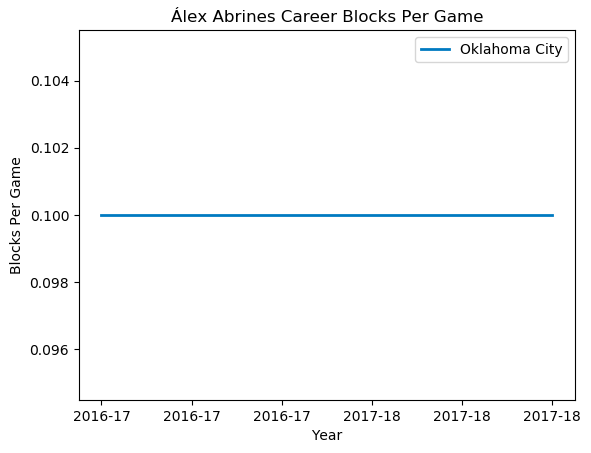 Álex Abrines Career Blocks Per Game
Oklahoma City
0.104
0.102
0.100
0.098
0.096
Blocks Per Game
2016-17 2016-17 2016-17 2017-18 2017-18 2017-18
Year